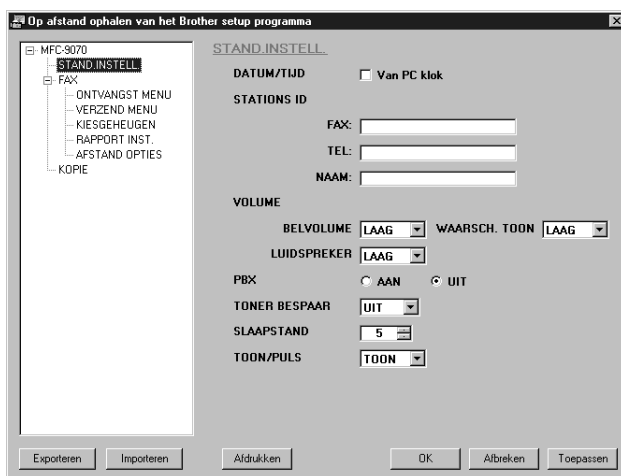 Op afstand ophalen van het Brother setup programma
MFC-9070
STAND.INSTELL.
FAX
ONTVANGST MENU
VERZEND MENU
KIESGEHEUGEN
RAPPORT INST.
AFSTAND OPTIES
KOPIE
STAND.INSTELL.
DATUM/TIJD Van PC klok
STATIONS ID
FAX:
TEL:
NAAM:
VOLUME
BELVOLUME LAAG WAARSCH. TOON LAAG
LUIDSPREKER LAAG
PBX AAN UIT
TONER BESPAAR UIT
SLAAPSTAND 5
TOON/PULS TOON
Exporteren Importeren Afdrukken OK Afbreken Toepassen